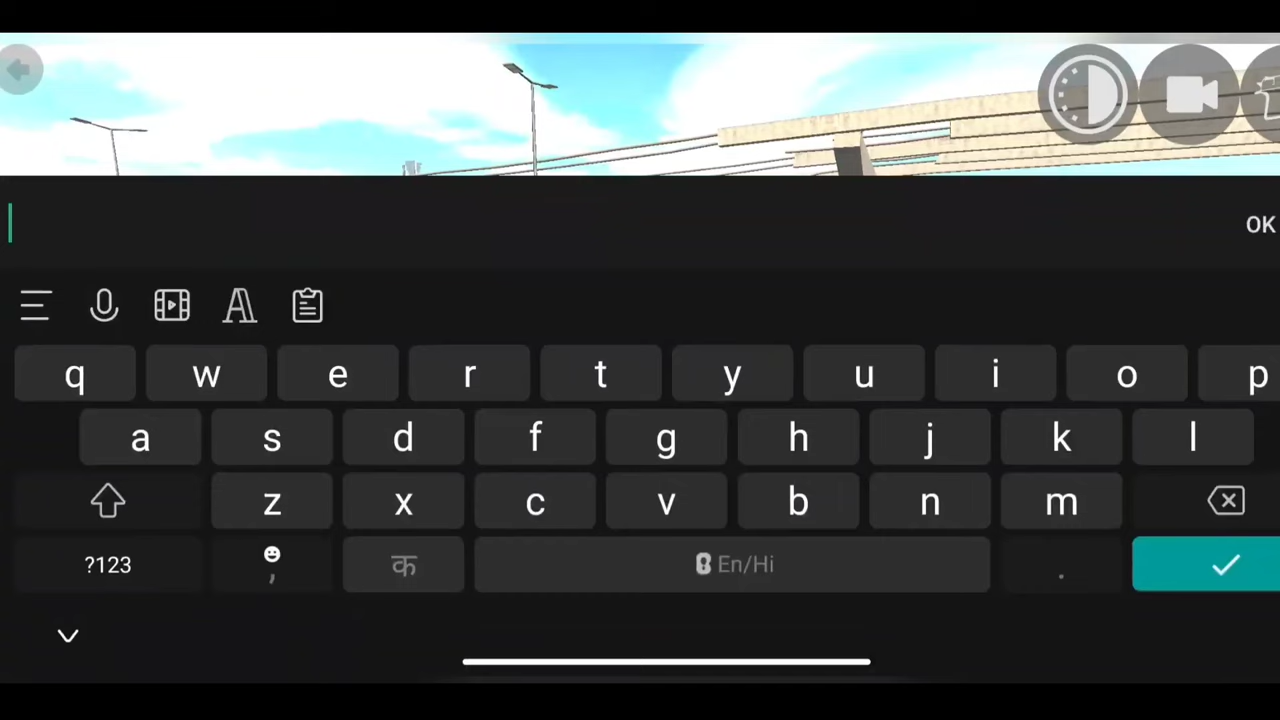 OK
q w e r t y u i o p
a s d f g h j k l
z x c v b n m
?123 , क En/Hi .